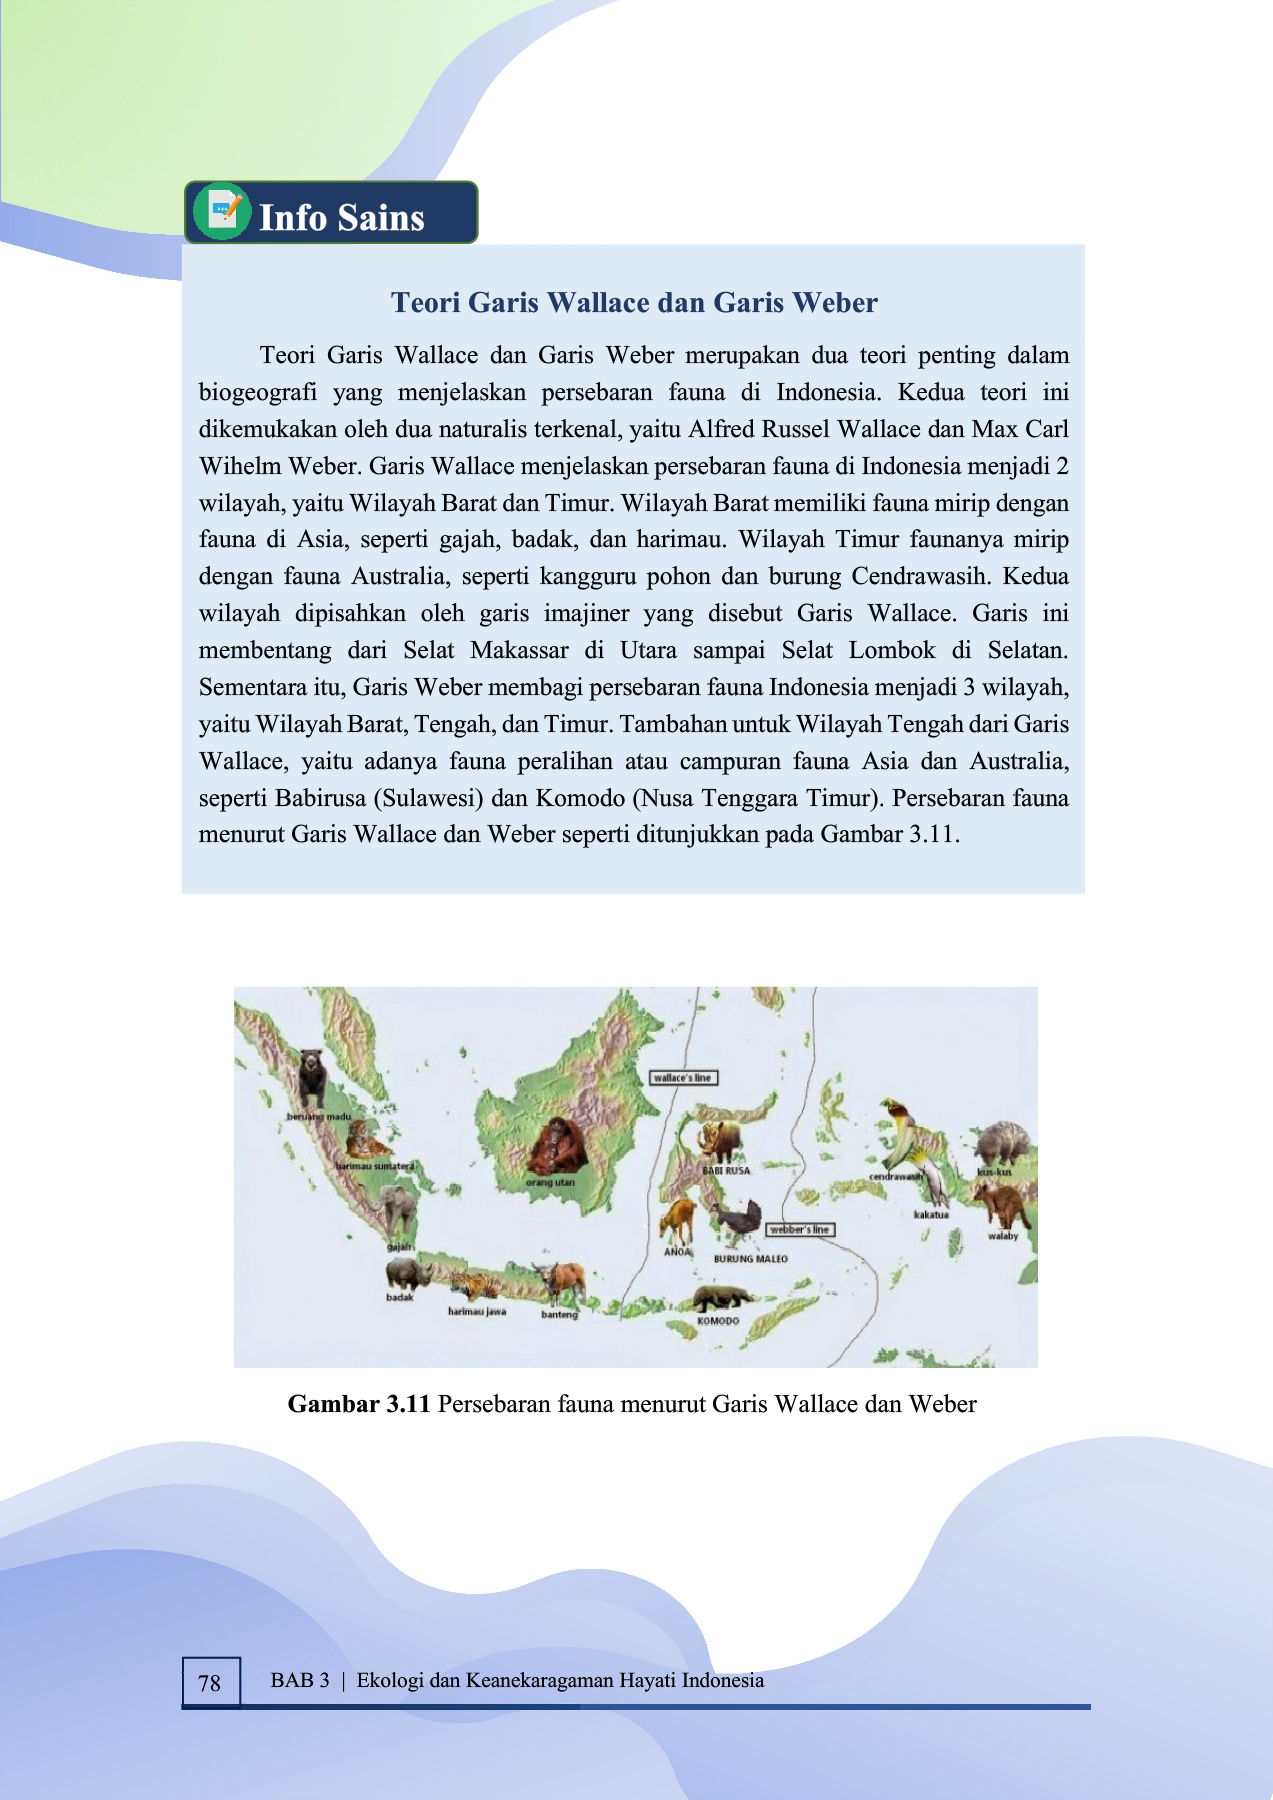 Info Sains
Teori Garis Wallace dan Garis Weber
Teori Garis Wallace dan Garis Weber merupakan dua teori penting dalam
biogeografi yang menjelaskan persebaran fauna di Indonesia. Kedua teori ini
dikemukakan oleh dua naturalis terkenal, yaitu Alfred Russel Wallace dan Max Carl
Wihelm Weber. Garis Wallace menjelaskan persebaran fauna di Indonesia menjadi 2
wilayah, yaitu Wilayah Barat dan Timur. Wilayah Barat memiliki fauna mirip dengan
fauna di Asia, seperti gajah, badak, dan harimau. Wilayah Timur faunanya mirip
dengan fauna Australia, seperti kangguru pohon dan burung Cendrawasih. Kedua
wilayah dipisahkan oleh garis imajiner yang disebut Garis Wallace. Garis ini
membentang dari Selat Makassar di Utara sampai Selat Lombok di Selatan.
Sementara itu, Garis Weber membagi persebaran fauna Indonesia menjadi 3 wilayah,
yaitu Wilayah Barat, Tengah, dan Timur. Tambahan untuk Wilayah Tengah dari Garis
Wallace, yaitu adanya fauna peralihan atau campuran fauna Asia dan Australia,
seperti Babirusa (Sulawesi) dan Komodo (Nusa Tenggara Timur). Persebaran fauna
menurut Garis Wallace dan Weber seperti ditunjukkan pada Gambar 3.11.
wallace's line
beruang madu
harimau sumatera
orang utan
BABI RUSA
cendrawasih
kus-kus
kakatua
webber's line
walaby
gajah
ANOA
BURUNG MALEO
badak
harimau jawa
banteng
KOMODO
Gambar 3.11 Persebaran fauna menurut Garis Wallace dan Weber
78
BAB 3 | Ekologi dan Keanekaragaman Hayati Indonesia